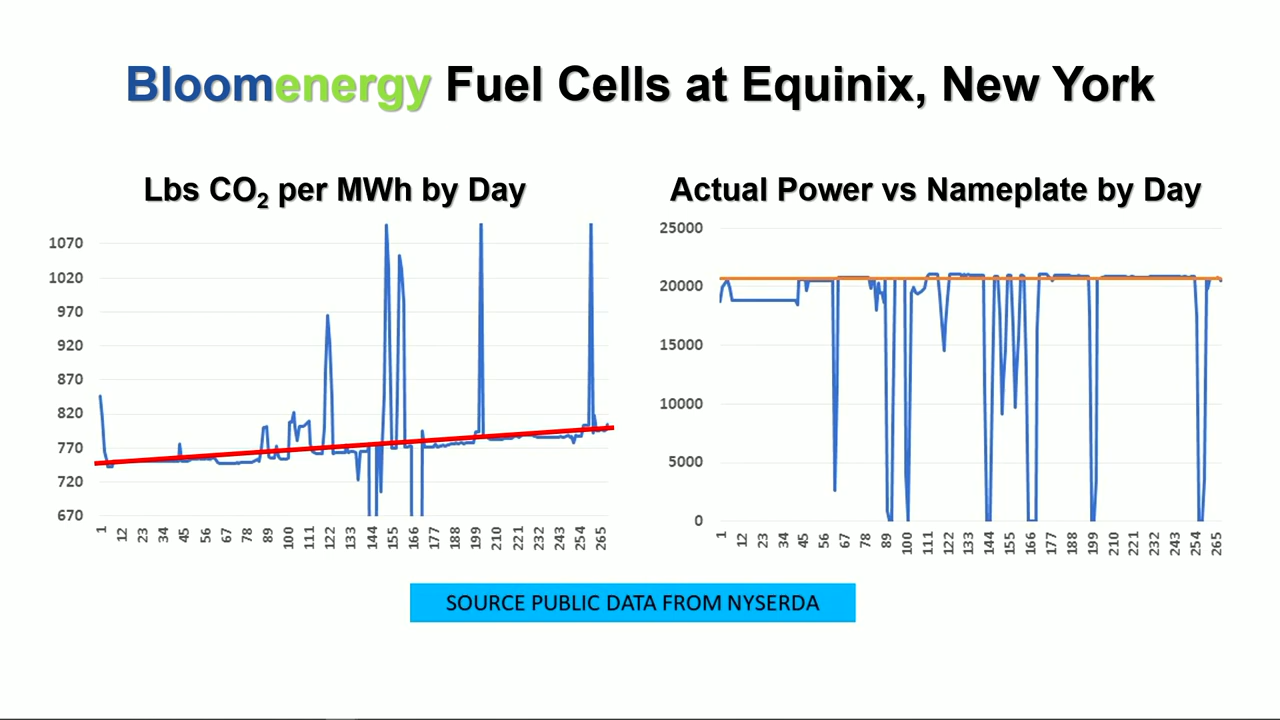 Bloomenergy Fuel Cells at Equinix, New York
Lbs CO₂ per MWh by Day
1070
1020
970
920
870
820
770
720
670
1 12 23 34 45 56 67 78 89 100 111 122 133 144 155 166 177 188 199 210 221 232 243 254 265
Actual Power vs Nameplate by Day
25000
20000
15000
10000
5000
0
1 12 23 34 45 56 67 78 89 100 111 122 133 144 155 166 177 188 199 210 221 232 243 254 265
SOURCE PUBLIC DATA FROM NYSERDA